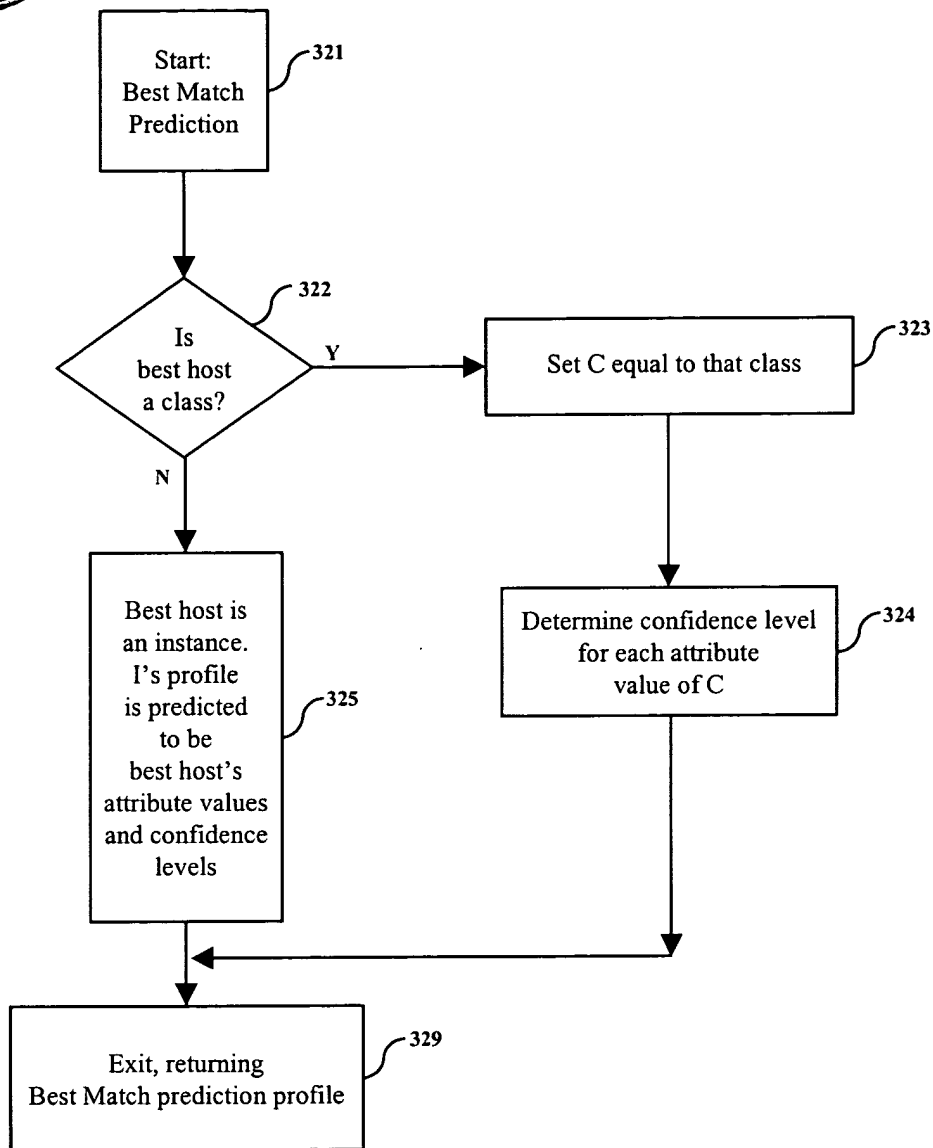 Start:
Best Match
Prediction
321
Is
best host
a class?
322
Y
N
Set C equal to that class
323
Determine confidence level
for each attribute
value of C
324
Best host is
an instance.
I's profile
is predicted
to be
best host's
attribute values
and confidence
levels
325
Exit, returning
Best Match prediction profile
329